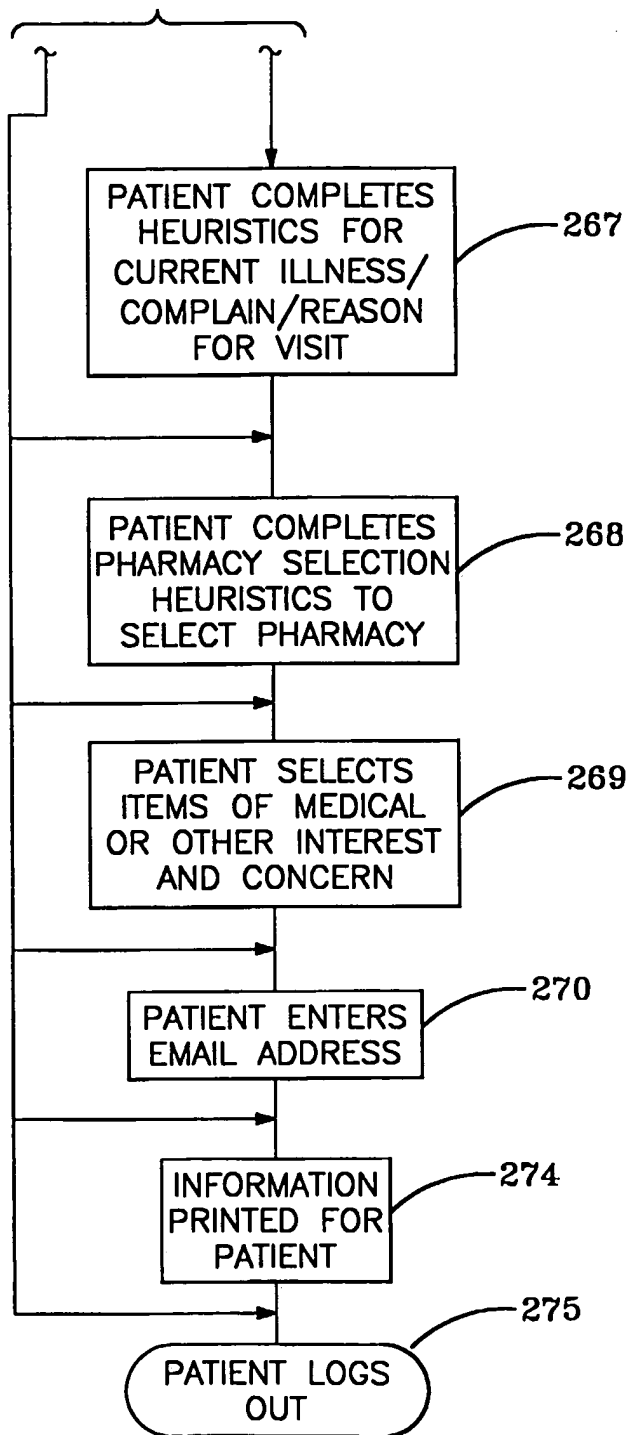 PATIENT COMPLETES
HEURISTICS FOR
CURRENT ILLNESS/
COMPLAIN/REASON
FOR VISIT
267
PATIENT COMPLETES
PHARMACY SELECTION
HEURISTICS TO
SELECT PHARMACY
268
PATIENT SELECTS
ITEMS OF MEDICAL
OR OTHER INTEREST
AND CONCERN
269
PATIENT ENTERS
EMAIL ADDRESS
270
INFORMATION
PRINTED FOR
PATIENT
274
PATIENT LOGS
OUT
275